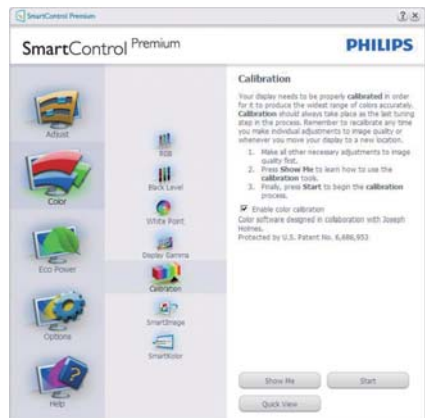 SmartControl Premium
SmartControl Premium
PHILIPS
Adjust
Color
Eco Power
Options
Help
RGB
Black Level
White Point
Display Gamma
Calibration
SmartImage
SmartKolor
Calibration
Your display needs to be properly calibrated in order
for it to produce the widest range of colors accurately.
Calibration should always take place as the last tuning
step in the process. Remember to recalibrate any time
you make individual adjustments to image quality or
whenever you move your display to a new location.
1. Make all other necessary adjustments to image
quality first.
2. Press Show Me to learn how to use the
calibration tools.
3. Finally, press Start to begin the calibration
process.
Enable color calibration
Color software designed in collaboration with Joseph
Holmes.
Protected by U.S. Patent No. 6,686,953
Show Me
Start
Quick View